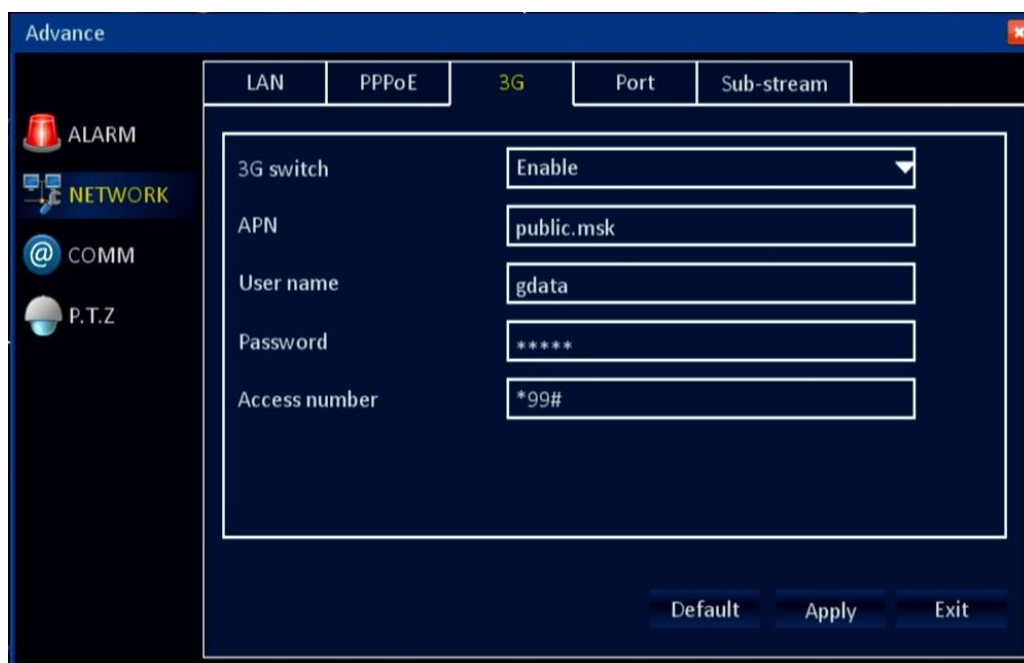 Advance
LAN PPPoE 3G Port Sub-stream
ALARM
NETWORK
COMM
P.T.Z
3G switch Enable
APN public.msk
User name gdata
Password *****
Access number *99#
Default Apply Exit